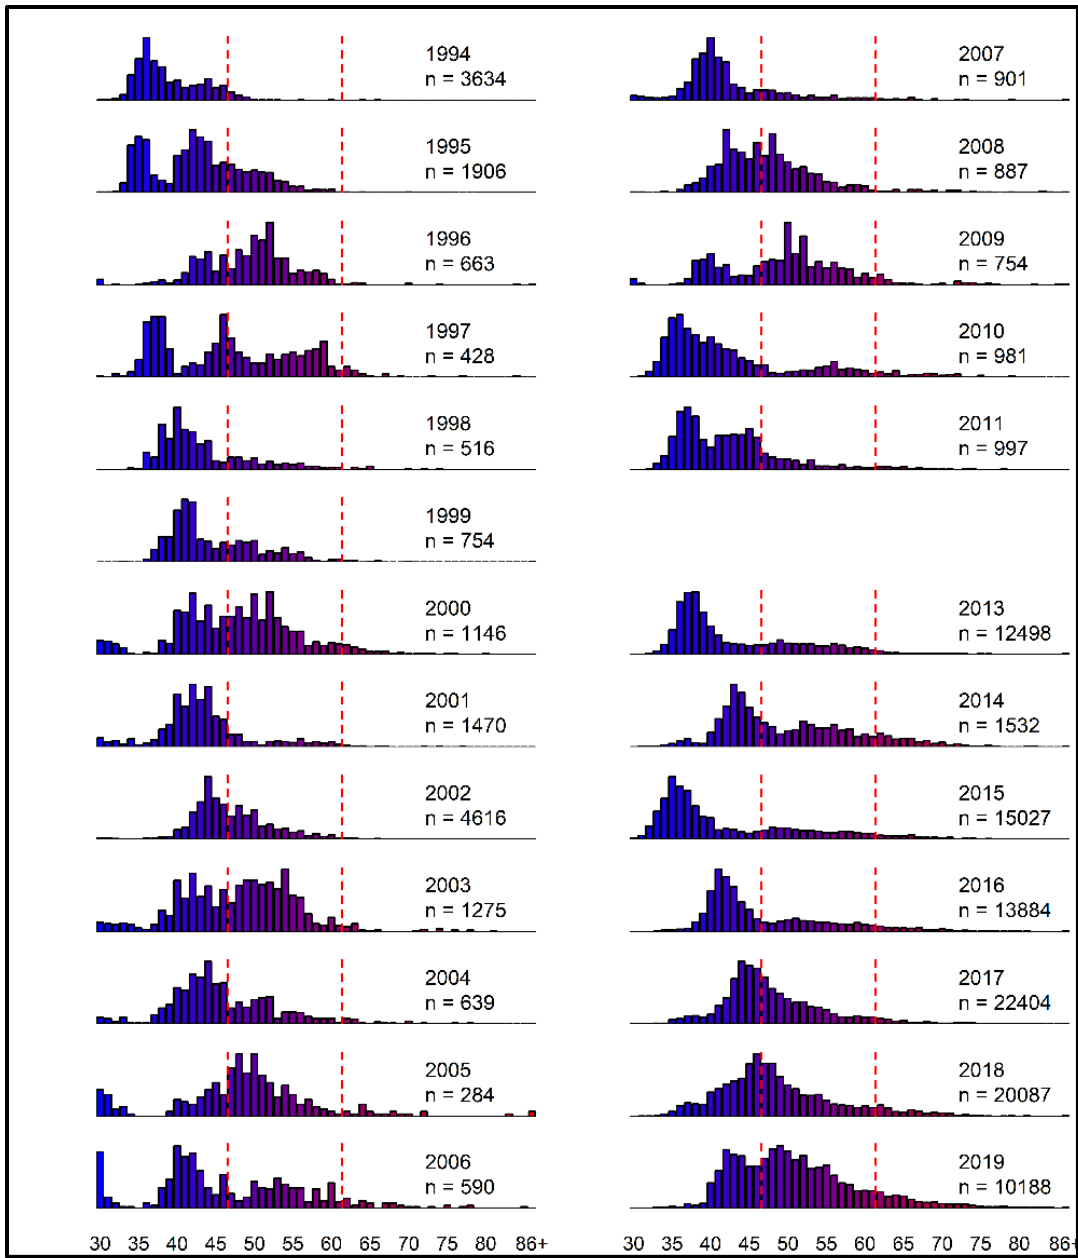 1994
n = 3634
1995
n = 1906
1996
n = 663
1997
n = 428
1998
n = 516
1999
n = 754
2000
n = 1146
2001
n = 1470
2002
n = 4616
2003
n = 1275
2004
n = 639
2005
n = 284
2006
n = 590
30 35 40 45 50 55 60 65 70 75 80 86+
2007
n = 901
2008
n = 887
2009
n = 754
2010
n = 981
2011
n = 997
2013
n = 12498
2014
n = 1532
2015
n = 15027
2016
n = 13884
2017
n = 22404
2018
n = 20087
2019
n = 10188
30 35 40 45 50 55 60 65 70 75 80 86+